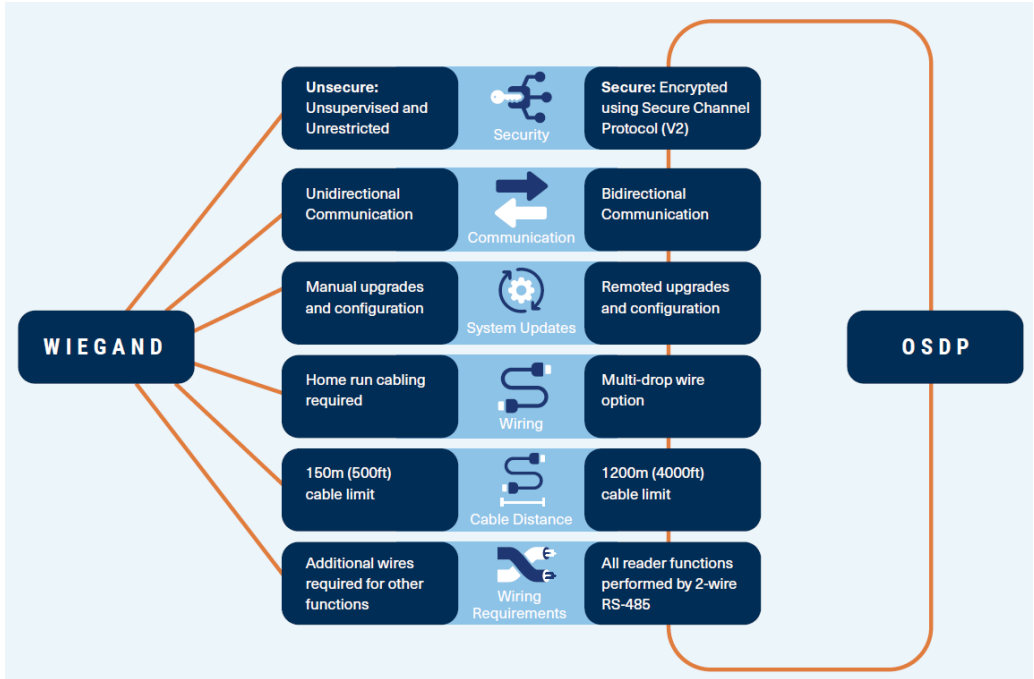 Unsecure:
Unsupervised and
Unrestricted
Security
Secure: Encrypted
using Secure Channel
Protocol (V2)
Unidirectional
Communication
Communication
Bidirectional
Communication
Manual upgrades
and configuration
System Updates
Remoted upgrades
and configuration
WIEGAND
OSDP
Home run cabling
required
Wiring
Multi-drop wire
option
150m (500ft)
cable limit
Cable Distance
1200m (4000ft)
cable limit
Additional wires
required for other
functions
Wiring
Requirements
All reader functions
performed by 2-wire
RS-485